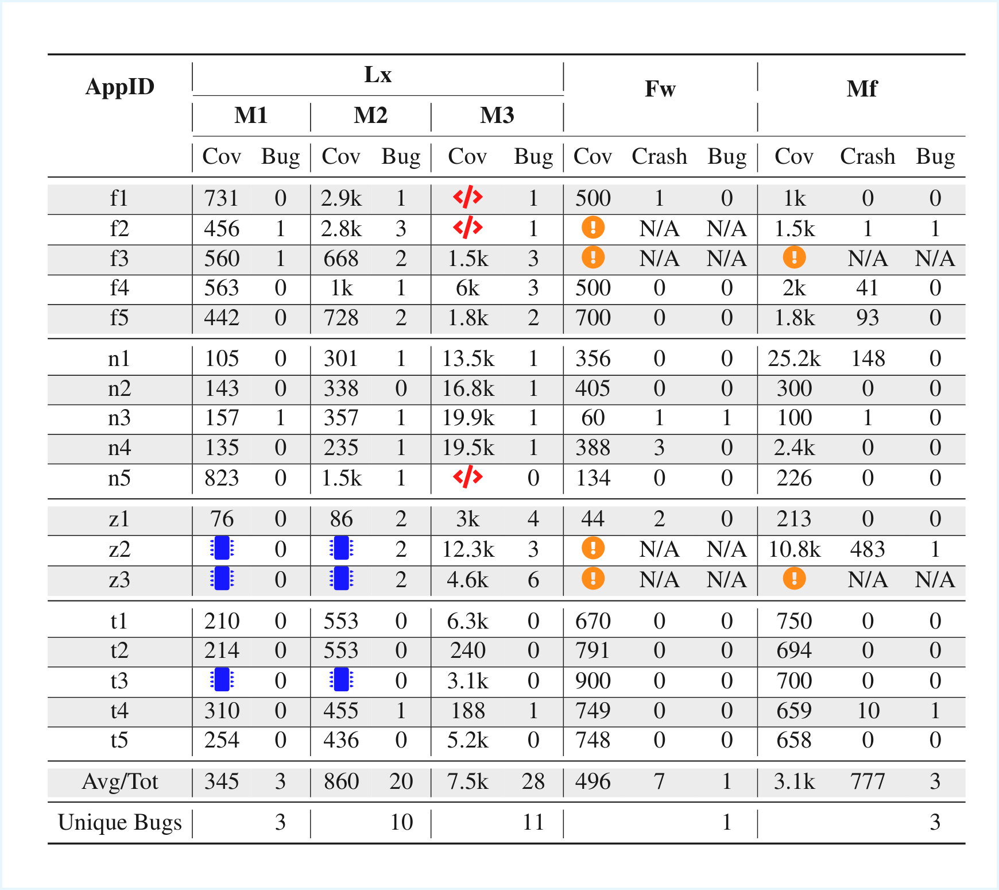 AppID Lx Fw Mf
M1 M2 M3
Cov Bug Cov Bug Cov Bug Cov Crash Bug Cov Crash Bug
f1 731 0 2.9k 1 </> 1 500 1 0 1k 0 0
f2 456 1 2.8k 3 </> 1 ! N/A N/A 1.5k 1 1
f3 560 1 668 2 1.5k 3 ! N/A N/A ! N/A N/A
f4 563 0 1k 1 6k 3 500 0 0 2k 41 0
f5 442 0 728 2 1.8k 2 700 0 0 1.8k 93 0
n1 105 0 301 1 13.5k 1 356 0 0 25.2k 148 0
n2 143 0 338 0 16.8k 1 405 0 0 300 0 0
n3 157 1 357 1 19.9k 1 60 1 1 100 1 0
n4 135 0 235 1 19.5k 1 388 3 0 2.4k 0 0
n5 823 0 1.5k 1 </> 0 134 0 0 226 0 0
z1 76 0 86 2 3k 4 44 2 0 213 0 0
z2 0 2 12.3k 3 ! N/A N/A 10.8k 483 1
z3 0 2 4.6k 6 ! N/A N/A ! N/A N/A
t1 210 0 553 0 6.3k 0 670 0 0 750 0 0
t2 214 0 553 0 240 0 791 0 0 694 0 0
t3 0 0 3.1k 0 900 0 0 700 0 0
t4 310 0 455 1 188 1 749 0 0 659 10 1
t5 254 0 436 0 5.2k 0 748 0 0 658 0 0
Avg/Tot 345 3 860 20 7.5k 28 496 7 1 3.1k 777 3
Unique Bugs 3 10 11 1 3